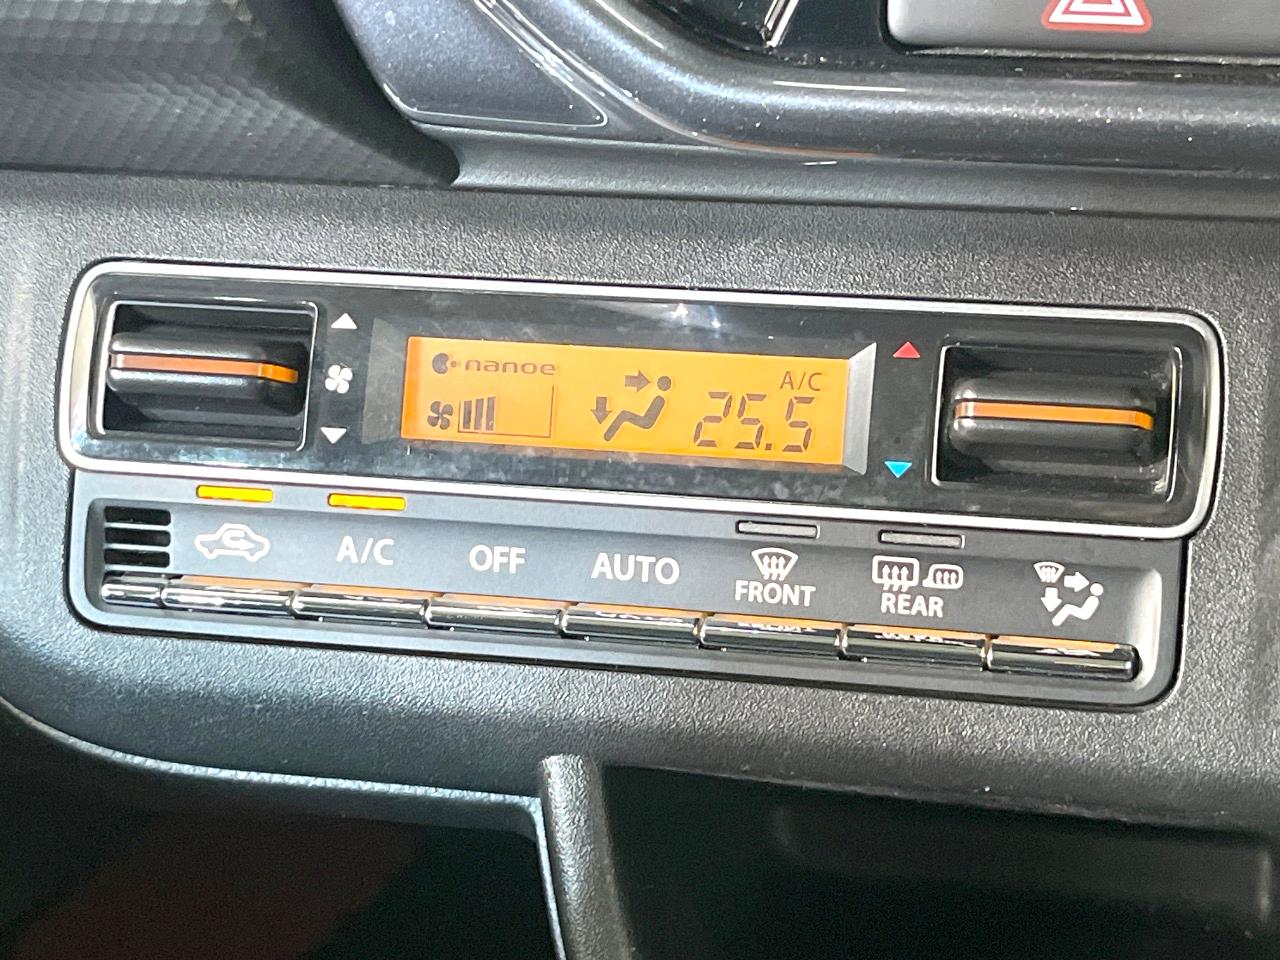 nanoe
A/C
25.5
A/C
OFF
AUTO
FRONT
REAR